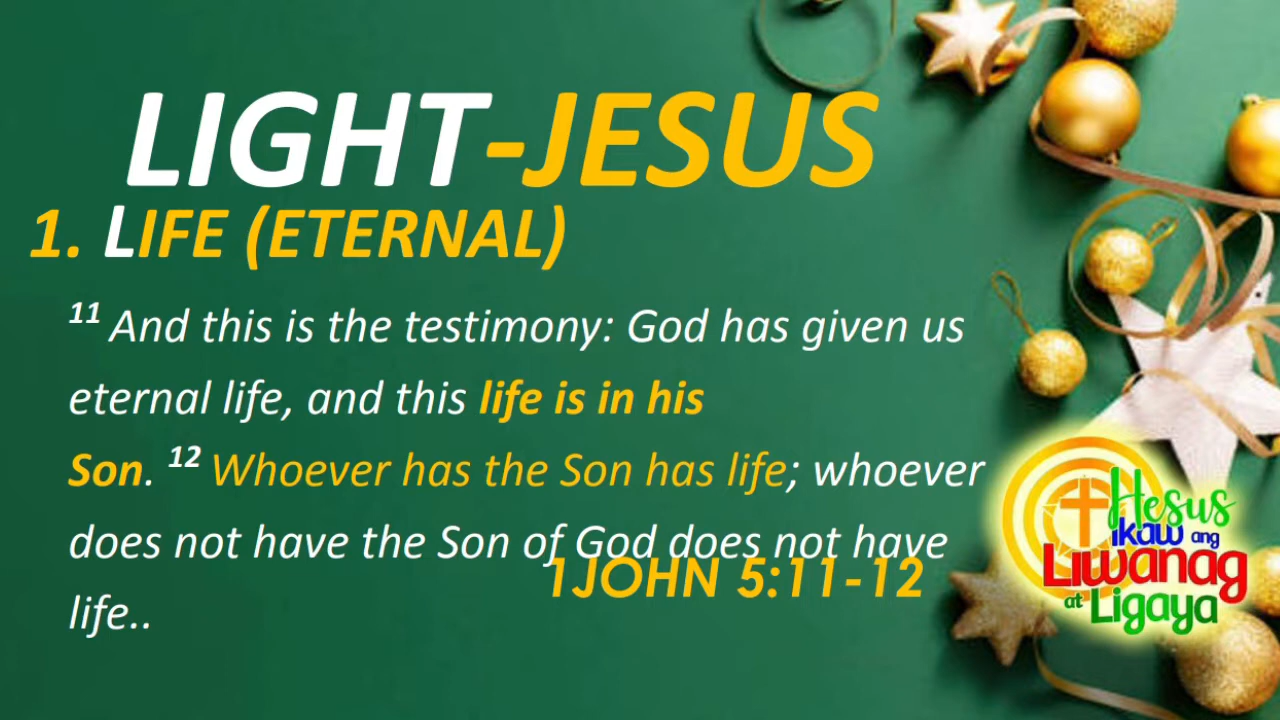 LIGHT-JESUS
1. LIFE (ETERNAL)
11 And this is the testimony: God has given us
eternal life, and this life is in his
Son. 12 Whoever has the Son has life; whoever
does not have the Son of God does not have
life..
1JOHN 5:11-12
Hesus
ikaw ang
Liwanag
at Ligaya